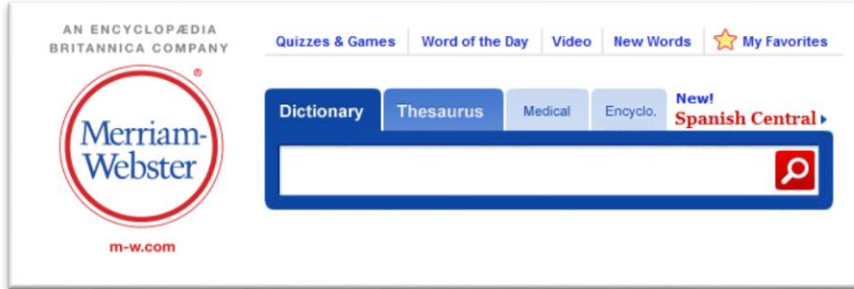 AN ENCYCLOPÆDIA
BRITANNICA COMPANY
Merriam-
Webster
®
m-w.com
Quizzes & Games Word of the Day Video New Words My Favorites
Dictionary Thesaurus Medical Encyclo. New!
Spanish Central